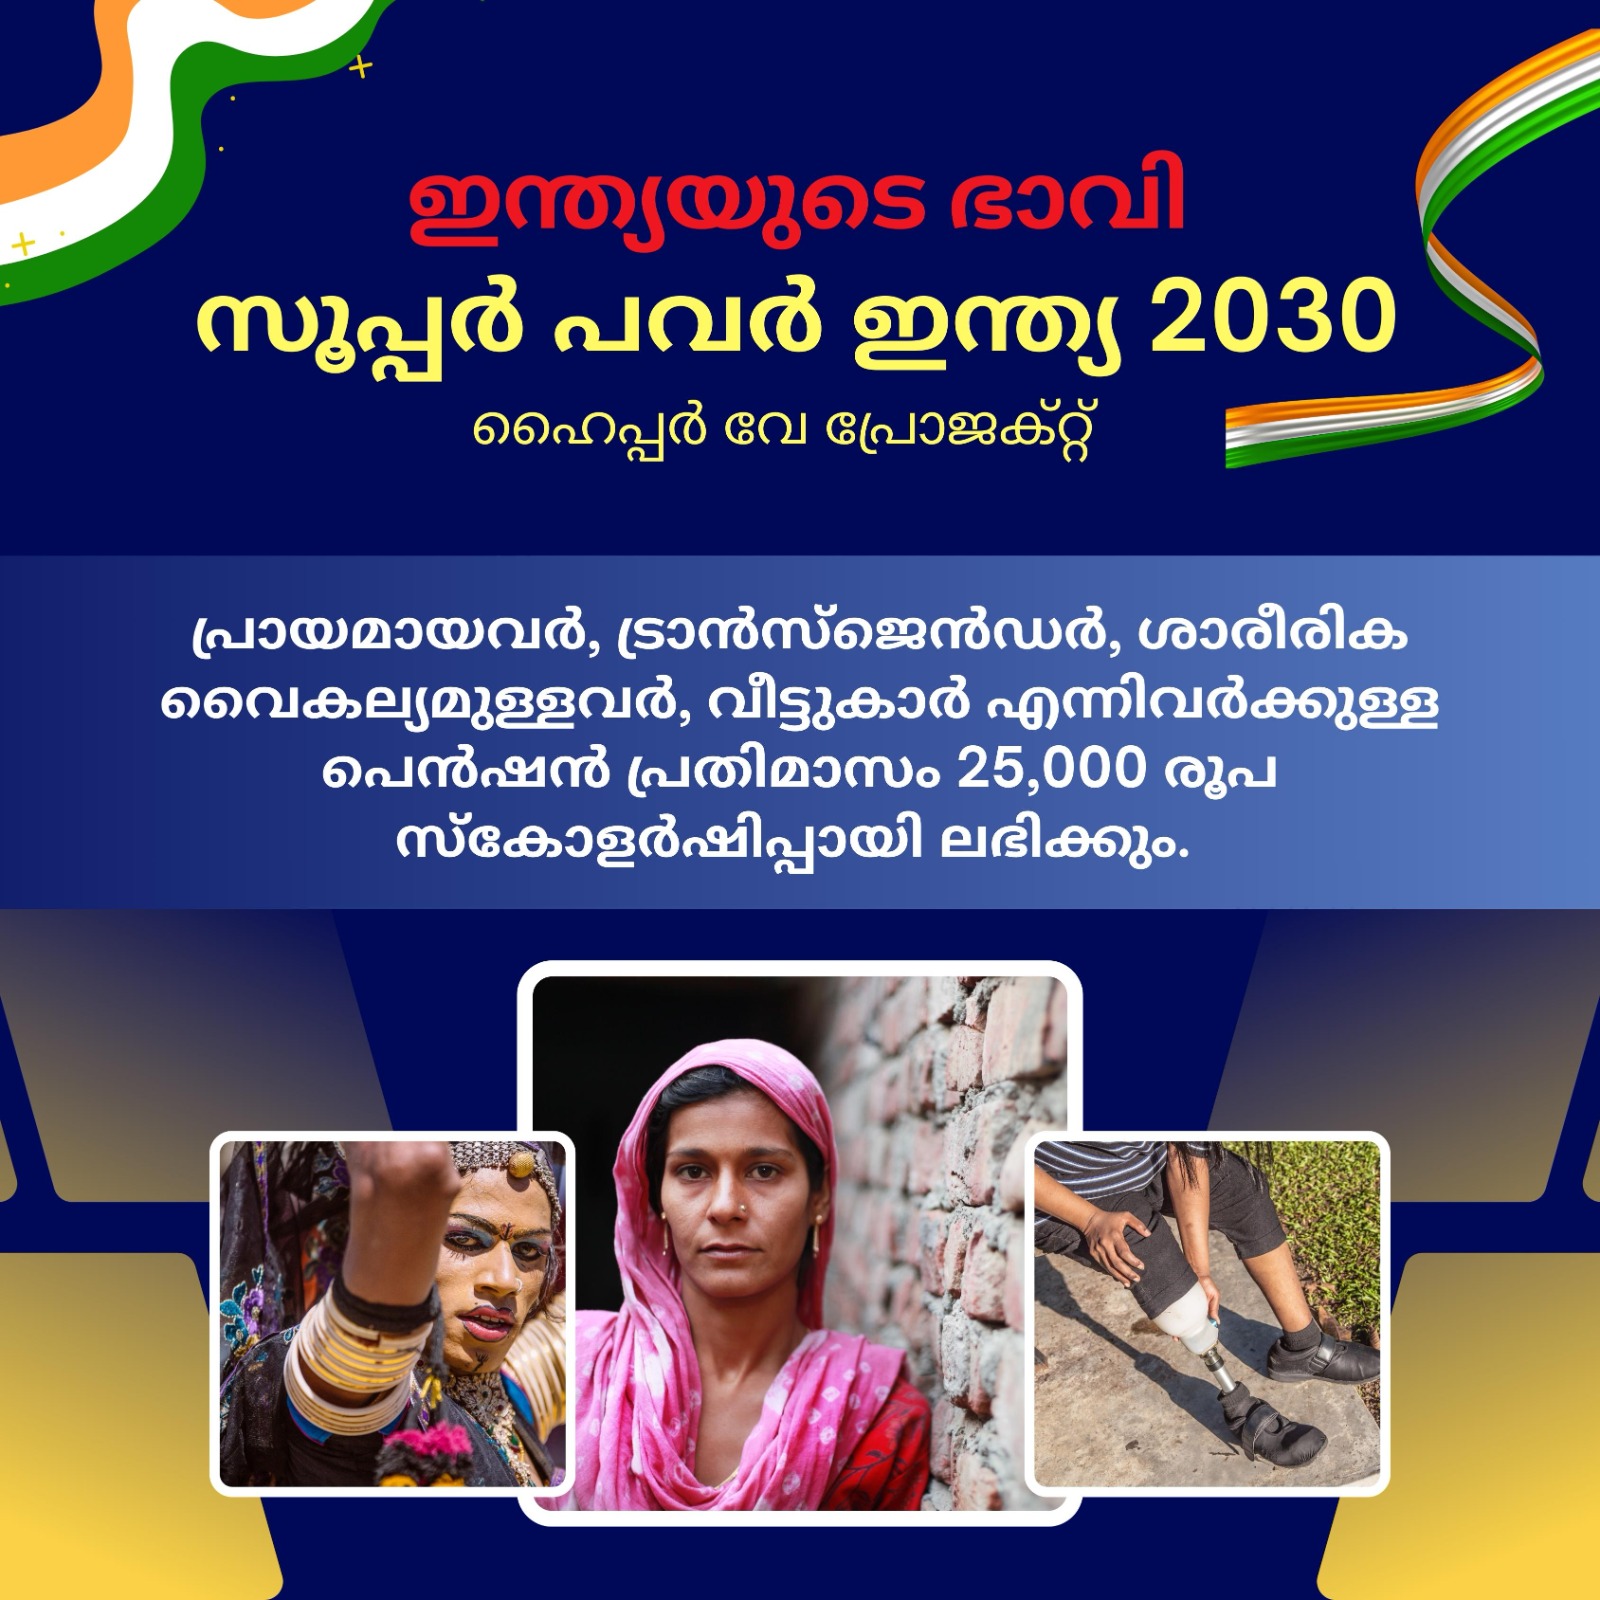 ഇന്ത്യയുടെ ഭാവി
സൂപ്പർ പവർ ഇന്ത്യ 2030
ഹൈപ്പർ വേ പ്രോജക്റ്റ്
പ്രായമായവർ, ട്രാൻസ്ജെൻഡർ, ശാരീരിക
വൈകല്യമുള്ളവർ, വീട്ടുകാർ എന്നിവർക്കുള്ള
പെൻഷൻ പ്രതിമാസം 25,000 രൂപ
സ്കോളർഷിപ്പായി ലഭിക്കും.